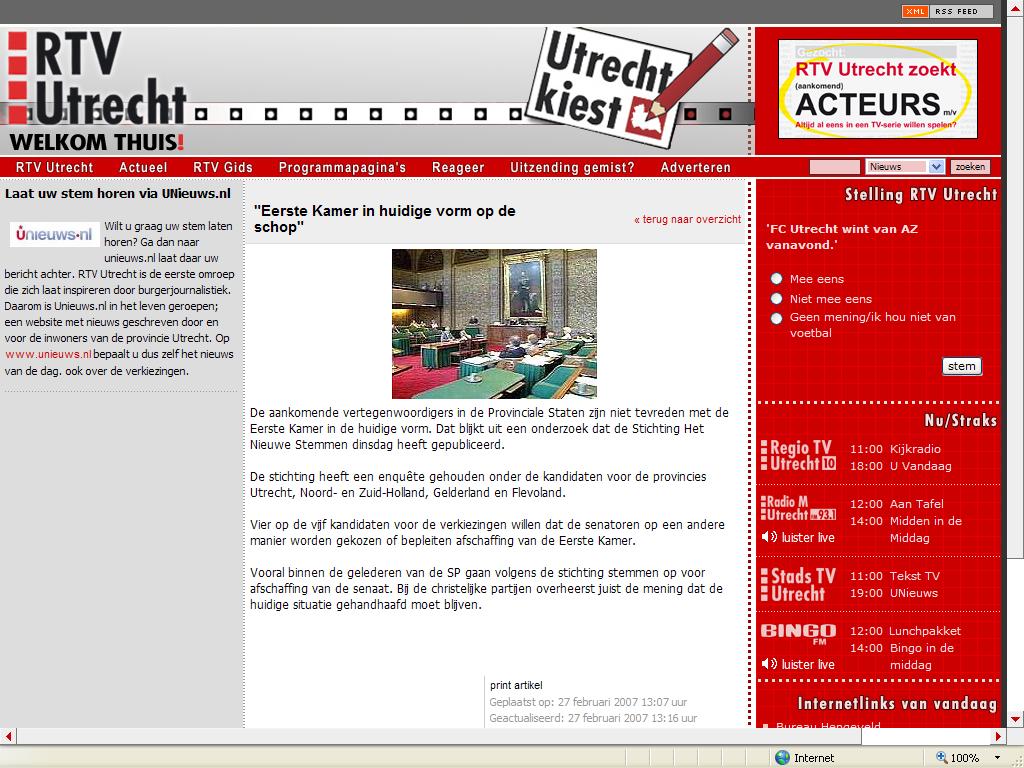 XML RSS FEED
RTV
Utrecht
WELKOM THUIS!
Utrecht
kiest
Gezocht:
RTV Utrecht zoekt
(aankomend)
ACTEURS m/v
Altijd al eens in een TV-serie willen spelen?
RTV Utrecht Actueel RTV Gids Programmapagina's Reageer Uitzending gemist? Adverteren
Nieuws zoeken
Laat uw stem horen via UNieuws.nl
Unieuws.nl
Wilt u graag uw stem laten
horen? Ga dan naar
unieuws.nl laat daar uw
bericht achter. RTV Utrecht is de eerste omroep
die zich laat inspireren door burgerjournalistiek.
Daarom is Unieuws.nl in het leven geroepen;
een website met nieuws geschreven door en
voor de inwoners van de provincie Utrecht. Op
www.unieuws.nl bepaalt u dus zelf het nieuws
van de dag. ook over de verkiezingen.
"Eerste Kamer in huidige vorm op de
schop"
« terug naar overzicht
De aankomende vertegenwoordigers in de Provinciale Staten zijn niet tevreden met de
Eerste Kamer in de huidige vorm. Dat blijkt uit een onderzoek dat de Stichting Het
Nieuwe Stemmen dinsdag heeft gepubliceerd.
De stichting heeft een enquête gehouden onder de kandidaten voor de provincies
Utrecht, Noord- en Zuid-Holland, Gelderland en Flevoland.
Vier op de vijf kandidaten voor de verkiezingen willen dat de senatoren op een andere
manier worden gekozen of bepleiten afschaffing van de Eerste Kamer.
Vooral binnen de gelederen van de SP gaan volgens de stichting stemmen op voor
afschaffing van de senaat. Bij de christelijke partijen overheerst juist de mening dat de
huidige situatie gehandhaafd moet blijven.
print artikel
Geplaatst op: 27 februari 2007 13:07 uur
Geactualiseerd: 27 februari 2007 13:16 uur
Stelling RTV Utrecht
'FC Utrecht wint van AZ
vanavond.'
Mee eens
Niet mee eens
Geen mening/ik hou niet van
voetbal
stem
Nu/Straks
Regio TV
Utrecht 10
11:00 Kijkradio
18:00 U Vandaag
Radio M
Utrecht fm 93.1
luister live
12:00 Aan Tafel
14:00 Midden in de
Middag
Stads TV
Utrecht
11:00 Tekst TV
19:00 UNieuws
BINGO
FM
luister live
12:00 Lunchpakket
14:00 Bingo in de
middag
Internetlinks van vandaag
Bureau Hengeveld
Internet 100%